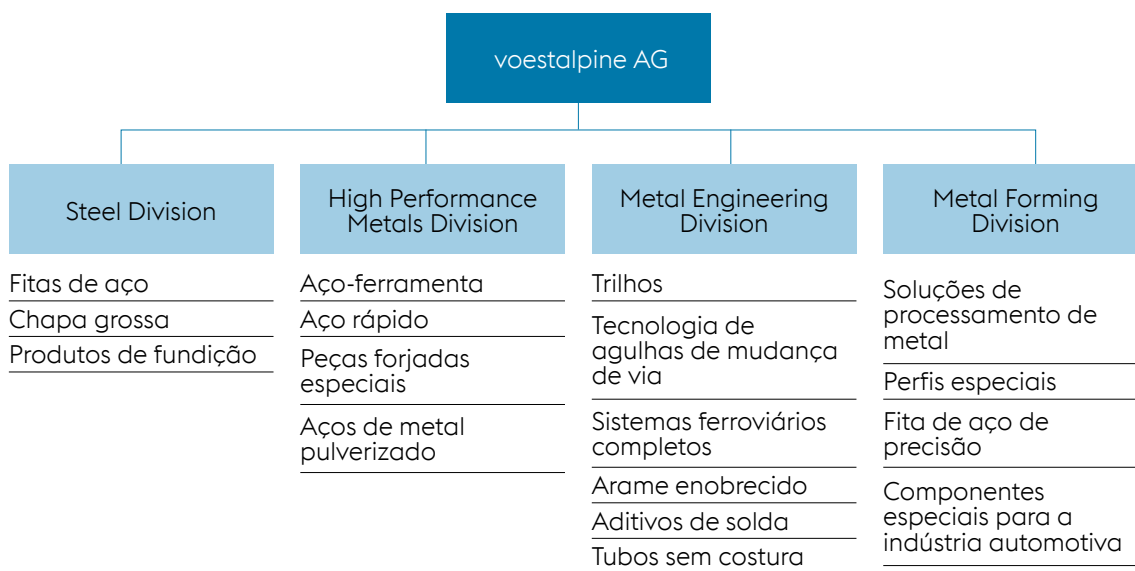 voestalpine AG
Steel Division
Fitas de aço
Chapa grossa
Produtos de fundição
High Performance
Metals Division
Aço-ferramenta
Aço rápido
Peças forjadas
especiais
Aços de metal
pulverizado
Metal Engineering
Division
Trilhos
Tecnologia de
agulhas de mudança
de via
Sistemas ferroviários
completos
Arame enobrecido
Aditivos de solda
Tubos sem costura
Metal Forming
Division
Soluções de
processamento de
metal
Perfis especiais
Fita de aço de
precisão
Componentes
especiais para a
indústria automotiva